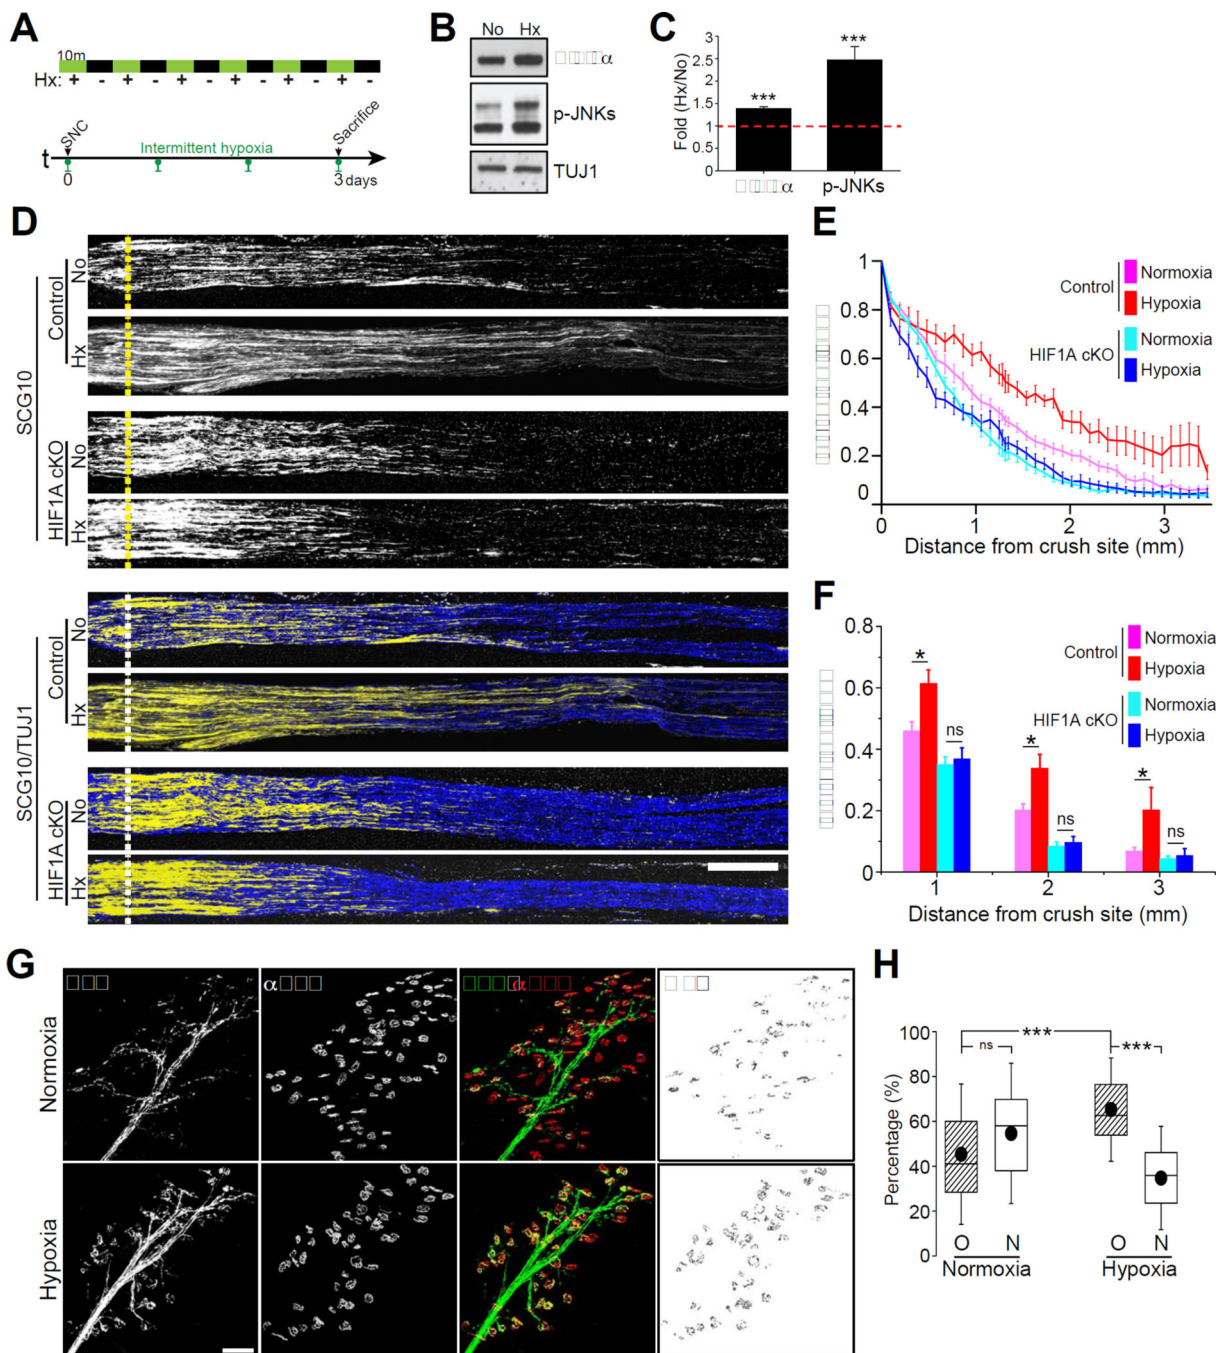 A
10m
Hx: + - + - + - + - + - + -
SNC
Sacrifice
Intermittent hypoxia
t
0
3 days
B
No Hx
α
p-JNKs
TUJ1
C
Fold (Hx/No)
3
2.5
2
1.5
1
0.5
0
***
***
α
p-JNKs
D
SCG10
Control
No
Hx
HIF1A cKO
No
Hx
SCG10/TUJ1
Control
No
Hx
HIF1A cKO
No
Hx
E
1
0.8
0.6
0.4
0.2
0
0 1 2 3
Distance from crush site (mm)
Control
Normoxia
Hypoxia
HIF1A cKO
Normoxia
Hypoxia
F
0.8
0.6
0.4
0.2
0
* ns
* ns
* ns
1 2 3
Distance from crush site (mm)
Control
Normoxia
Hypoxia
HIF1A cKO
Normoxia
Hypoxia
G
α
α
Normoxia
Hypoxia
H
Percentage (%)
100
80
60
40
20
0
ns
***
***
O N O N
Normoxia Hypoxia